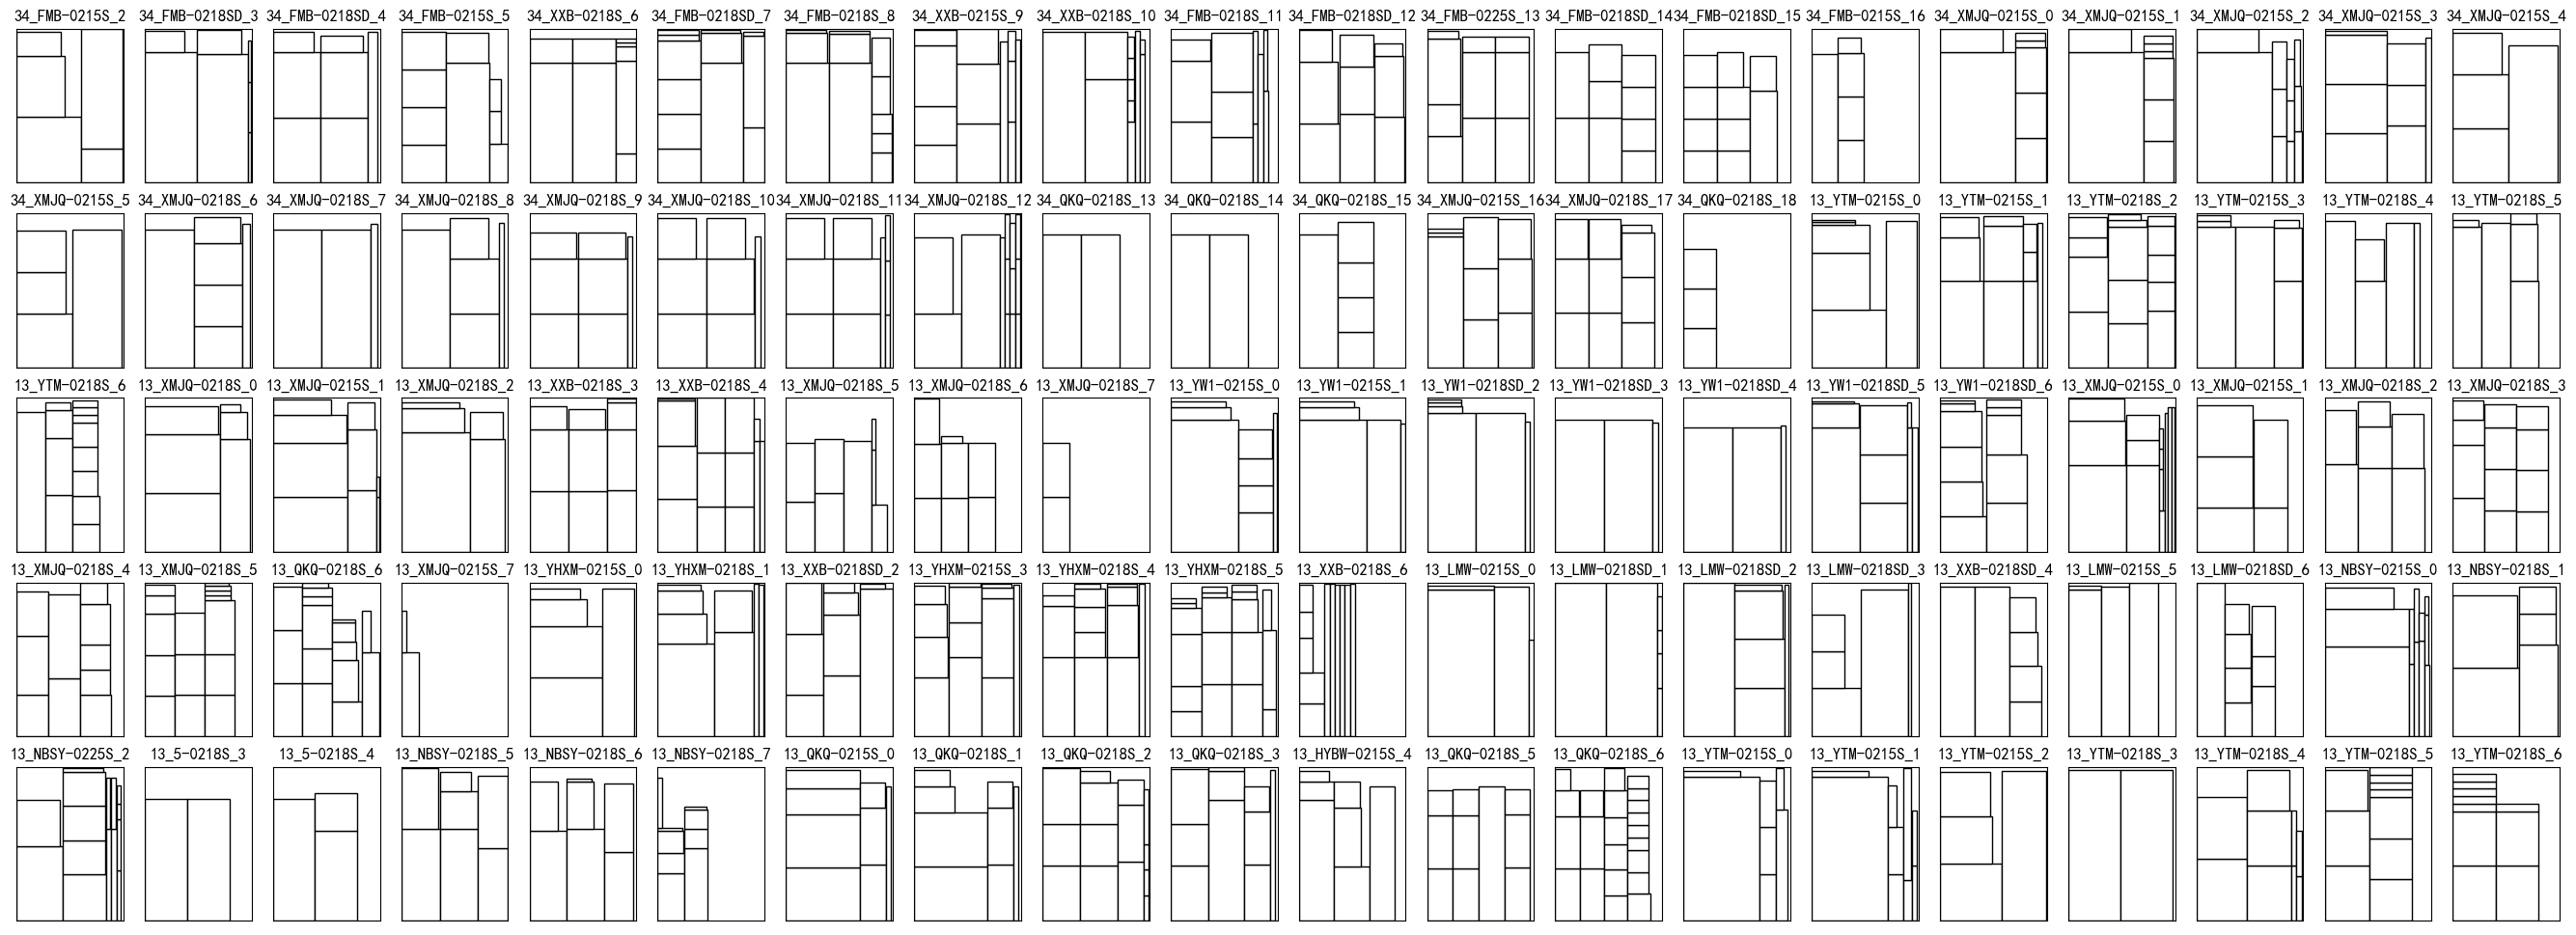 34_FMB-0215S_2 34_FMB-0218SD_3 34_FMB-0218SD_4 34_FMB-0215S_5 34_XXB-0218S_6 34_FMB-0218SD_7 34_FMB-0218S_8 34_XXB-0215S_9 34_XXB-0218S_10 34_FMB-0218S_11 34_FMB-0218SD_12 34_FMB-0225S_13 34_FMB-0218SD_14 34_FMB-0218SD_15 34_FMB-0215S_16 34_XMJQ-0215S_0 34_XMJQ-0215S_1 34_XMJQ-0215S_2 34_XMJQ-0215S_3 34_XMJQ-0215S_4
34_XMJQ-0215S_5 34_XMJQ-0218S_6 34_XMJQ-0218S_7 34_XMJQ-0218S_8 34_XMJQ-0218S_9 34_XMJQ-0218S_10 34_XMJQ-0218S_11 34_XMJQ-0218S_12 34_QKQ-0218S_13 34_QKQ-0218S_14 34_QKQ-0218S_15 34_XMJQ-0215S_16 34_XMJQ-0218S_17 34_QKQ-0218S_18 13_YTM-0215S_0 13_YTM-0215S_1 13_YTM-0218S_2 13_YTM-0215S_3 13_YTM-0218S_4 13_YTM-0218S_5
13_YTM-0218S_6 13_XMJQ-0218S_0 13_XMJQ-0215S_1 13_XMJQ-0218S_2 13_XXB-0218S_3 13_XXB-0218S_4 13_XMJQ-0218S_5 13_XMJQ-0218S_6 13_XMJQ-0218S_7 13_YW1-0215S_0 13_YW1-0215S_1 13_YW1-0218SD_2 13_YW1-0218SD_3 13_YW1-0218SD_4 13_YW1-0218SD_5 13_YW1-0218SD_6 13_XMJQ-0215S_0 13_XMJQ-0215S_1 13_XMJQ-0218S_2 13_XMJQ-0218S_3
13_XMJQ-0218S_4 13_XMJQ-0218S_5 13_QKQ-0218S_6 13_XMJQ-0215S_7 13_YHXM-0215S_0 13_YHXM-0218S_1 13_XXB-0218SD_2 13_YHXM-0215S_3 13_YHXM-0218S_4 13_YHXM-0218S_5 13_XXB-0218S_6 13_LMW-0215S_0 13_LMW-0218SD_1 13_LMW-0218SD_2 13_LMW-0218SD_3 13_XXB-0218SD_4 13_LMW-0215S_5 13_LMW-0218SD_6 13_NBSY-0215S_0 13_NBSY-0218S_1
13_NBSY-0225S_2 13_5-0218S_3 13_5-0218S_4 13_NBSY-0218S_5 13_NBSY-0218S_6 13_NBSY-0218S_7 13_QKQ-0215S_0 13_QKQ-0218S_1 13_QKQ-0218S_2 13_QKQ-0218S_3 13_HYBW-0215S_4 13_QKQ-0218S_5 13_QKQ-0218S_6 13_YTM-0215S_0 13_YTM-0215S_1 13_YTM-0215S_2 13_YTM-0218S_3 13_YTM-0218S_4 13_YTM-0218S_5 13_YTM-0218S_6